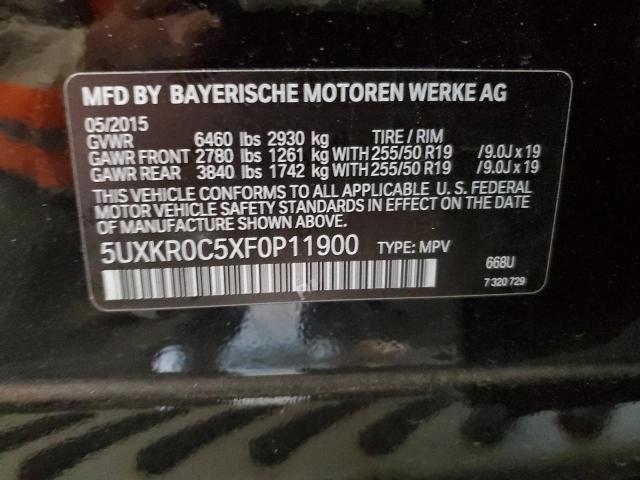 MFD BY BAYERISCHE MOTOREN WERKE AG
05/2015
GVWR 6460 lbs 2930 kg TIRE / RIM
GAWR FRONT 2780 lbs 1261 kg WITH 255/50 R19 /9.0J x 19
GAWR REAR 3840 lbs 1742 kg WITH 255/50 R19 /9.0J x 19
THIS VEHICLE CONFORMS TO ALL APPLICABLE U. S. FEDERAL
MOTOR VEHICLE SAFETY STANDARDS IN EFFECT ON THE DATE
OF MANUFACTURE SHOWN ABOVE.
5UXKR0C5XF0P11900 TYPE: MPV
668U
7 320 729